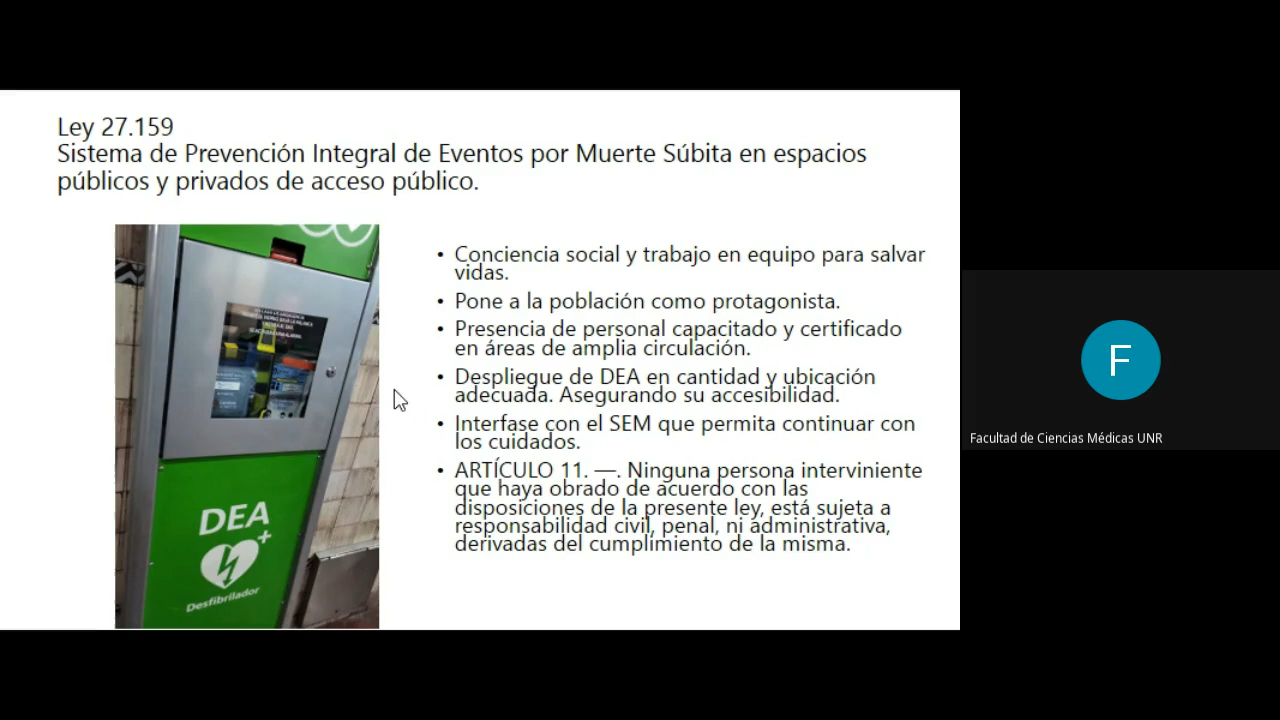 Ley 27.159
Sistema de Prevención Integral de Eventos por Muerte Súbita en espacios
públicos y privados de acceso público.
• Conciencia social y trabajo en equipo para salvar
vidas.
• Pone a la población como protagonista.
• Presencia de personal capacitado y certificado
en áreas de amplia circulación.
• Despliegue de DEA en cantidad y ubicación
adecuada. Asegurando su accesibilidad.
• Interfase con el SEM que permita continuar con
los cuidados.
• ARTÍCULO 11. —. Ninguna persona interviniente
que haya obrado de acuerdo con las
disposiciones de la presente ley, está sujeta a
responsabilidad civil, penal, ni administrativa,
derivadas del cumplimiento de la misma.
DEA
Desfibrilador
F
Facultad de Ciencias Médicas UNR